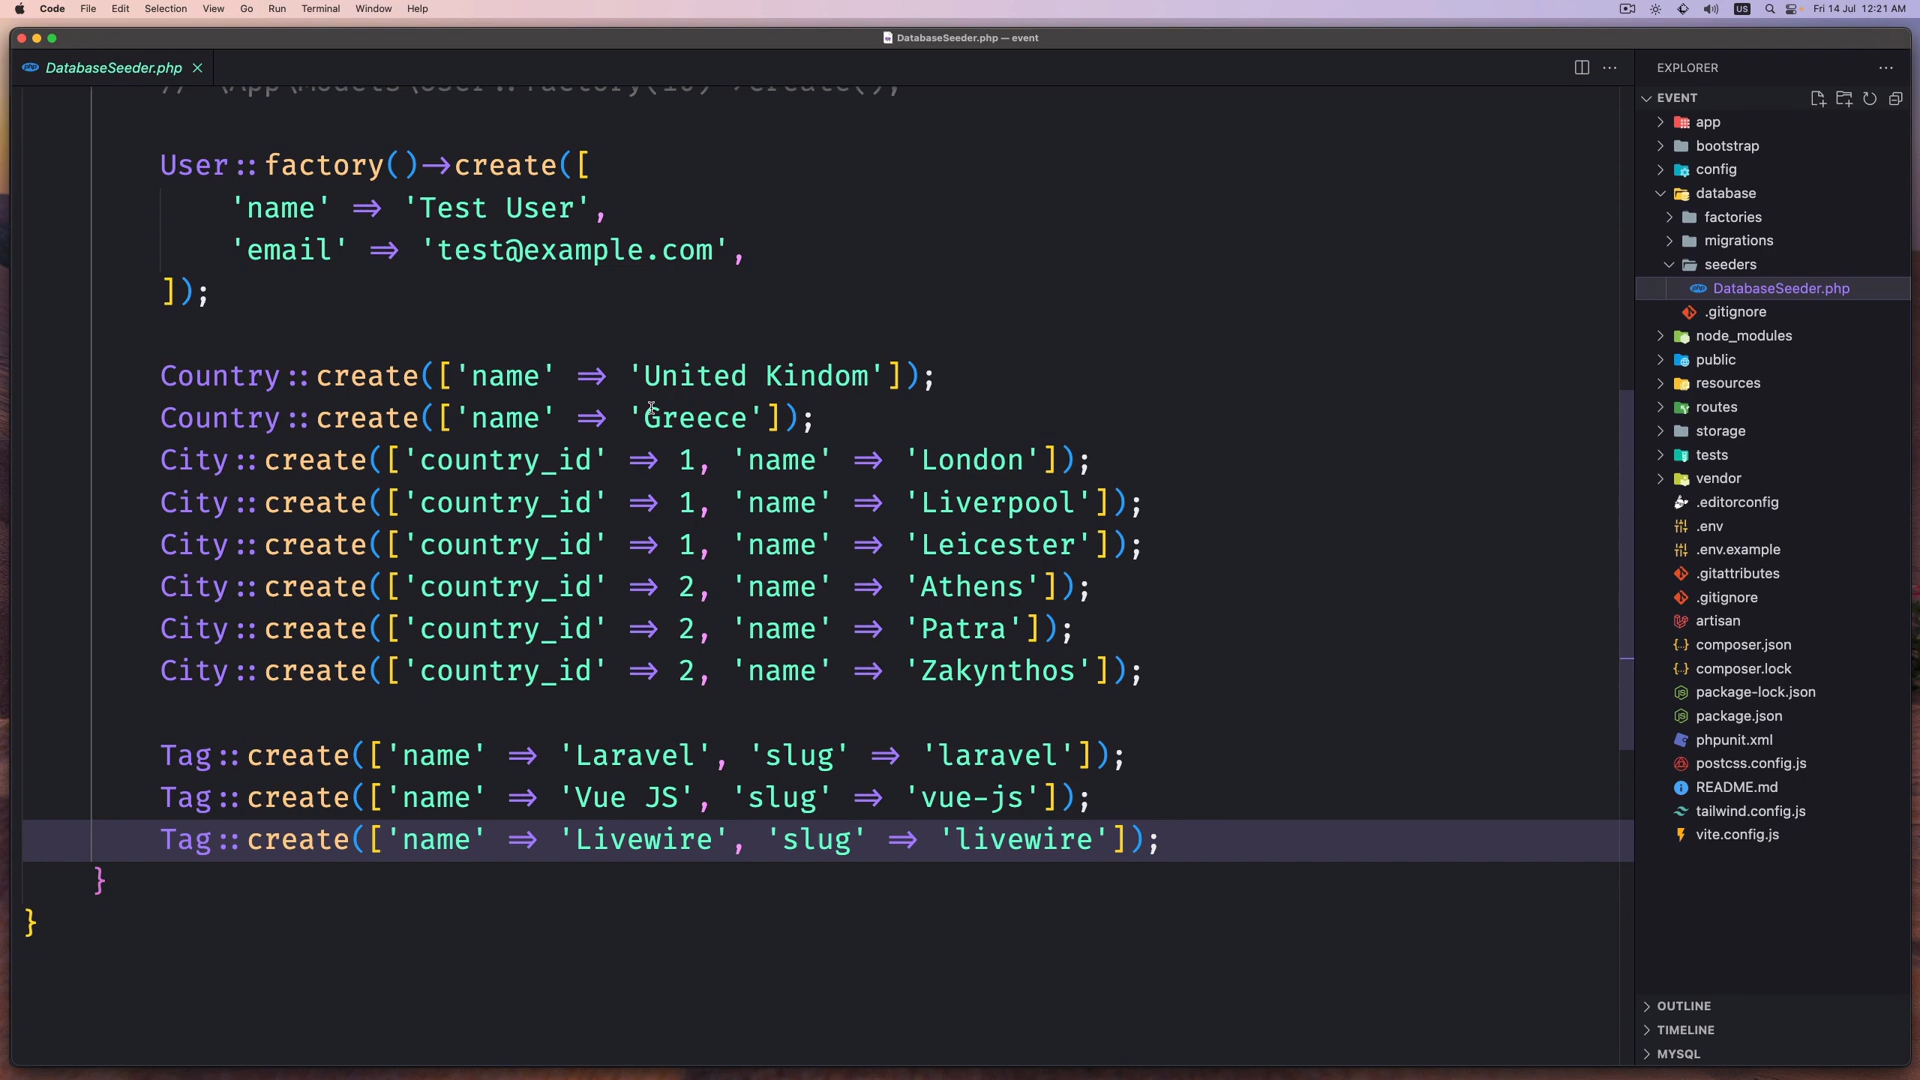 Code File Edit Selection View Go Run Terminal Window Help US Fri 14 Jul 12:21 AM
DatabaseSeeder.php — event
DatabaseSeeder.php
// \App\Models\User::factory(10)->create();
User::factory()->create([
'name' => 'Test User',
'email' => 'test@example.com',
]);
Country::create(['name' => 'United Kindom']);
Country::create(['name' => 'Greece']);
City::create(['country_id' => 1, 'name' => 'London']);
City::create(['country_id' => 1, 'name' => 'Liverpool']);
City::create(['country_id' => 1, 'name' => 'Leicester']);
City::create(['country_id' => 2, 'name' => 'Athens']);
City::create(['country_id' => 2, 'name' => 'Patra']);
City::create(['country_id' => 2, 'name' => 'Zakynthos']);
Tag::create(['name' => 'Laravel', 'slug' => 'laravel']);
Tag::create(['name' => 'Vue JS', 'slug' => 'vue-js']);
Tag::create(['name' => 'Livewire', 'slug' => 'livewire']);
}
}
EXPLORER
EVENT
app
bootstrap
config
database
factories
migrations
seeders
DatabaseSeeder.php
.gitignore
node_modules
public
resources
routes
storage
tests
vendor
.editorconfig
.env
.env.example
.gitattributes
.gitignore
artisan
composer.json
composer.lock
package-lock.json
package.json
phpunit.xml
postcss.config.js
README.md
tailwind.config.js
vite.config.js
OUTLINE
TIMELINE
MYSQL